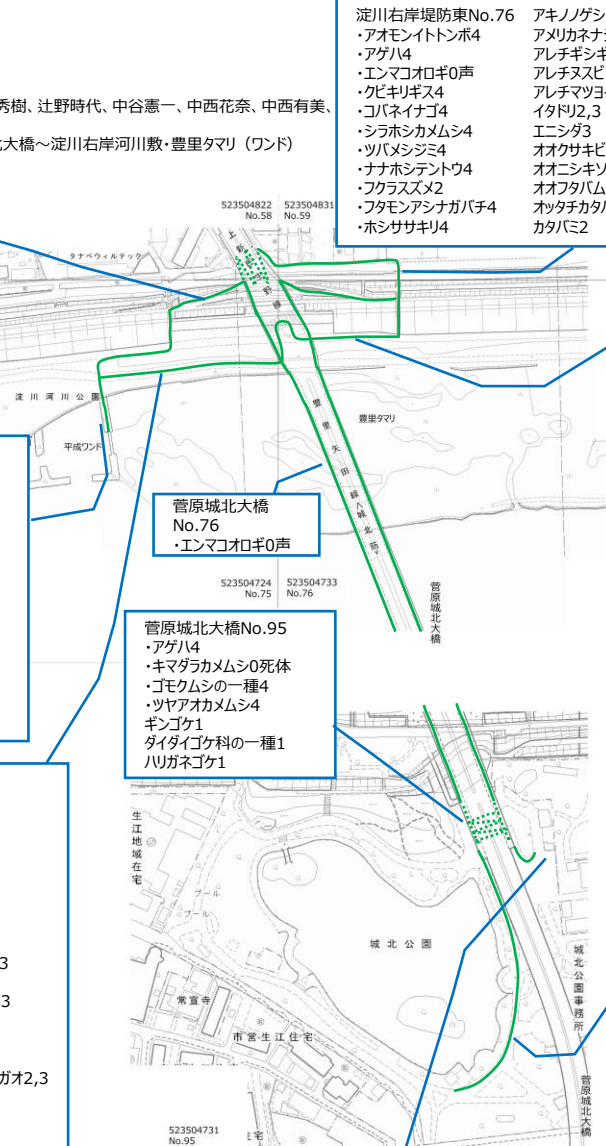 秀樹、辻野時代、中谷憲一、中西花奈、中西有美、
大橋～淀川右岸河川敷・豊里タマリ（ワンド）
淀川右岸堤防東No.76
・アオモンイトトンボ4
・アゲハ4
・エンマコオロギ0声
・クビキリギス4
・コバネイナゴ4
・シラホシカメムシ4
・ツバメシジミ4
・ナナホシテントウ4
・フクラスズメ2
・フタモンアシナガバチ4
・ホシササキリ4
アキノノゲシ
アメリカネナシ
アレチギシギ
アレチヌスビ
アレチマツヨ
イタドリ2,3
エニシダ3
オオクサキビ
オオニシキソ
オオフタバム
オッタチカタバ
カタバミ2
523504822
No.58
523504831
No.59
タナベウィルテック
上新庄
淀川河川公園
平成ワンド
豊里タマリ
豊里矢田線
城北筋
菅原城北大橋
No.76
・エンマコオロギ0声
523504724
No.75
523504733
No.76
菅原城北大橋
菅原城北大橋No.95
・アゲハ4
・キマダラカメムシ0死体
・ゴモクムシの一種4
・ツヤアオカメムシ4
ギンゴケ1
ダイダイゴケ科の一種1
ハリガネゴケ1
生江地域在宅
プール
プール
城北公園
常宣寺
市営生江住宅
城北公園事務所
菅原城北大橋
3
3
ガオ2,3
523504731
No.95